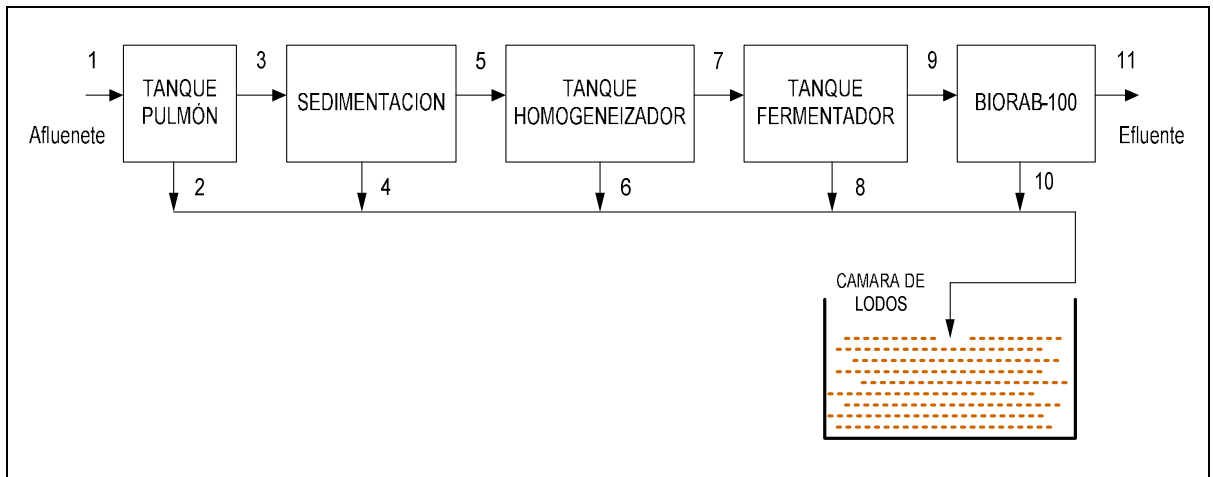 1
TANQUE
PULMÓN
3
SEDIMENTACION
5
TANQUE
HOMOGENEIZADOR
7
TANQUE
FERMENTADOR
9
BIORAB-100
11
Afluenete
Efluente
2
4
6
8
10
CAMARA DE
LODOS